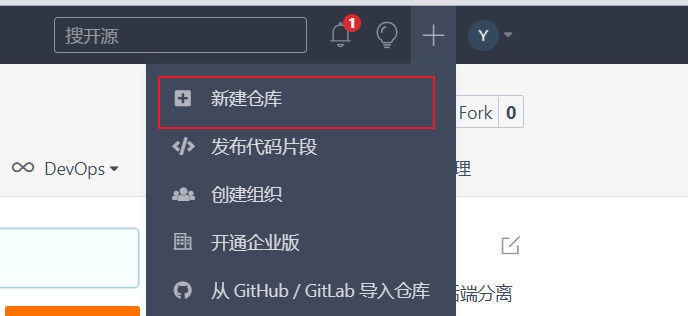 搜开源
1
Y
新建仓库
Fork 0
发布代码片段
DevOps
理
创建组织
开通企业版
从 GitHub / GitLab 导入仓库
后端分离